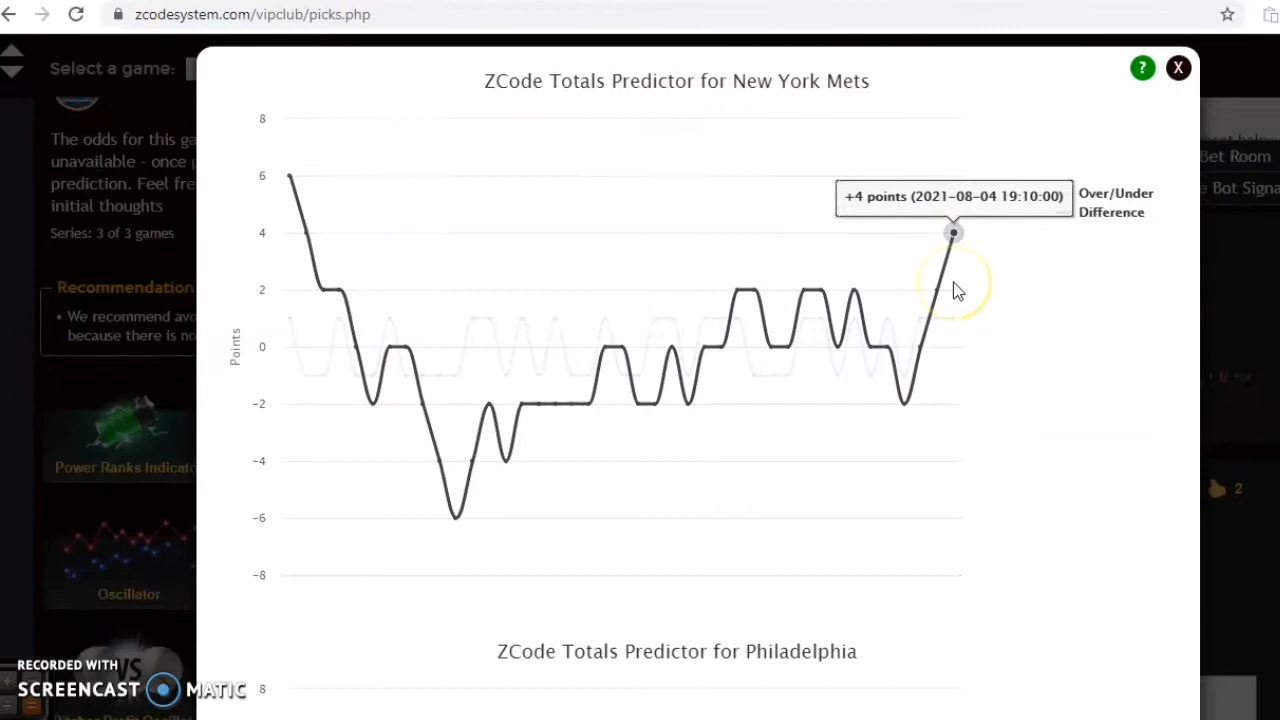 zcodesystem.com/vipclub/picks.php
Select a game:
? X
ZCode Totals Predictor for New York Mets
The odds for this ga
unavailable - once
prediction. Feel fre
initial thoughts
Series: 3 of 3 games
Recommendation
• We recommend avo
because there is no
Power Ranks Indicat
Oscillator
8
6
4
2
0
-2
-4
-6
-8
Points
+4 points (2021-08-04 19:10:00)
Over/Under
Difference
Bet Room
Bot Signa
2
ZCode Totals Predictor for Philadelphia
8
RECORDED WITH
SCREENCAST MATIC
VS